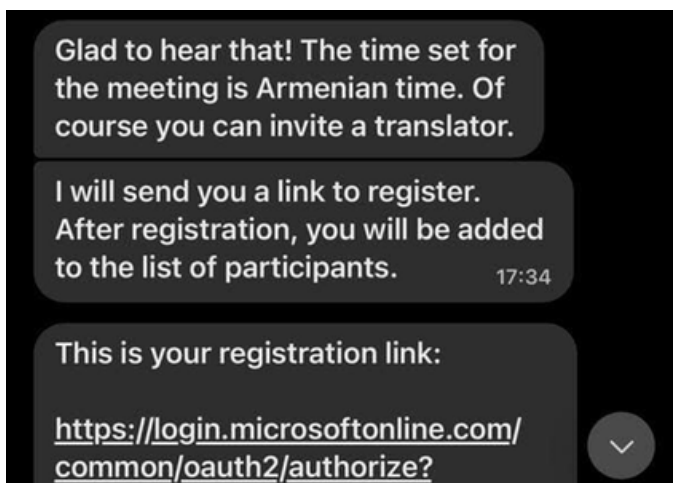 Glad to hear that! The time set for
the meeting is Armenian time. Of
course you can invite a translator.
I will send you a link to register.
After registration, you will be added
to the list of participants.
17:34
This is your registration link:
https://login.microsoftonline.com/
common/oauth2/authorize?